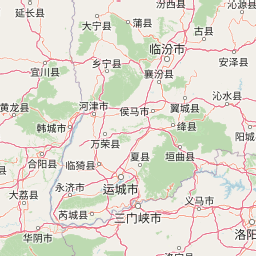 延长县
汾西县
沁源县
蒲县
大宁县
古县
临汾市
安泽县
乡宁县
宜川县
襄汾县
黄龙县
河津市
侯马市
翼城县
沁水县
韩城市
绛县
万荣县
阳城县
合阳县
临猗县
夏县
垣曲县
大荔县
永济市
运城市
义马市
芮城县
三门峡市
华阴市
洛阳